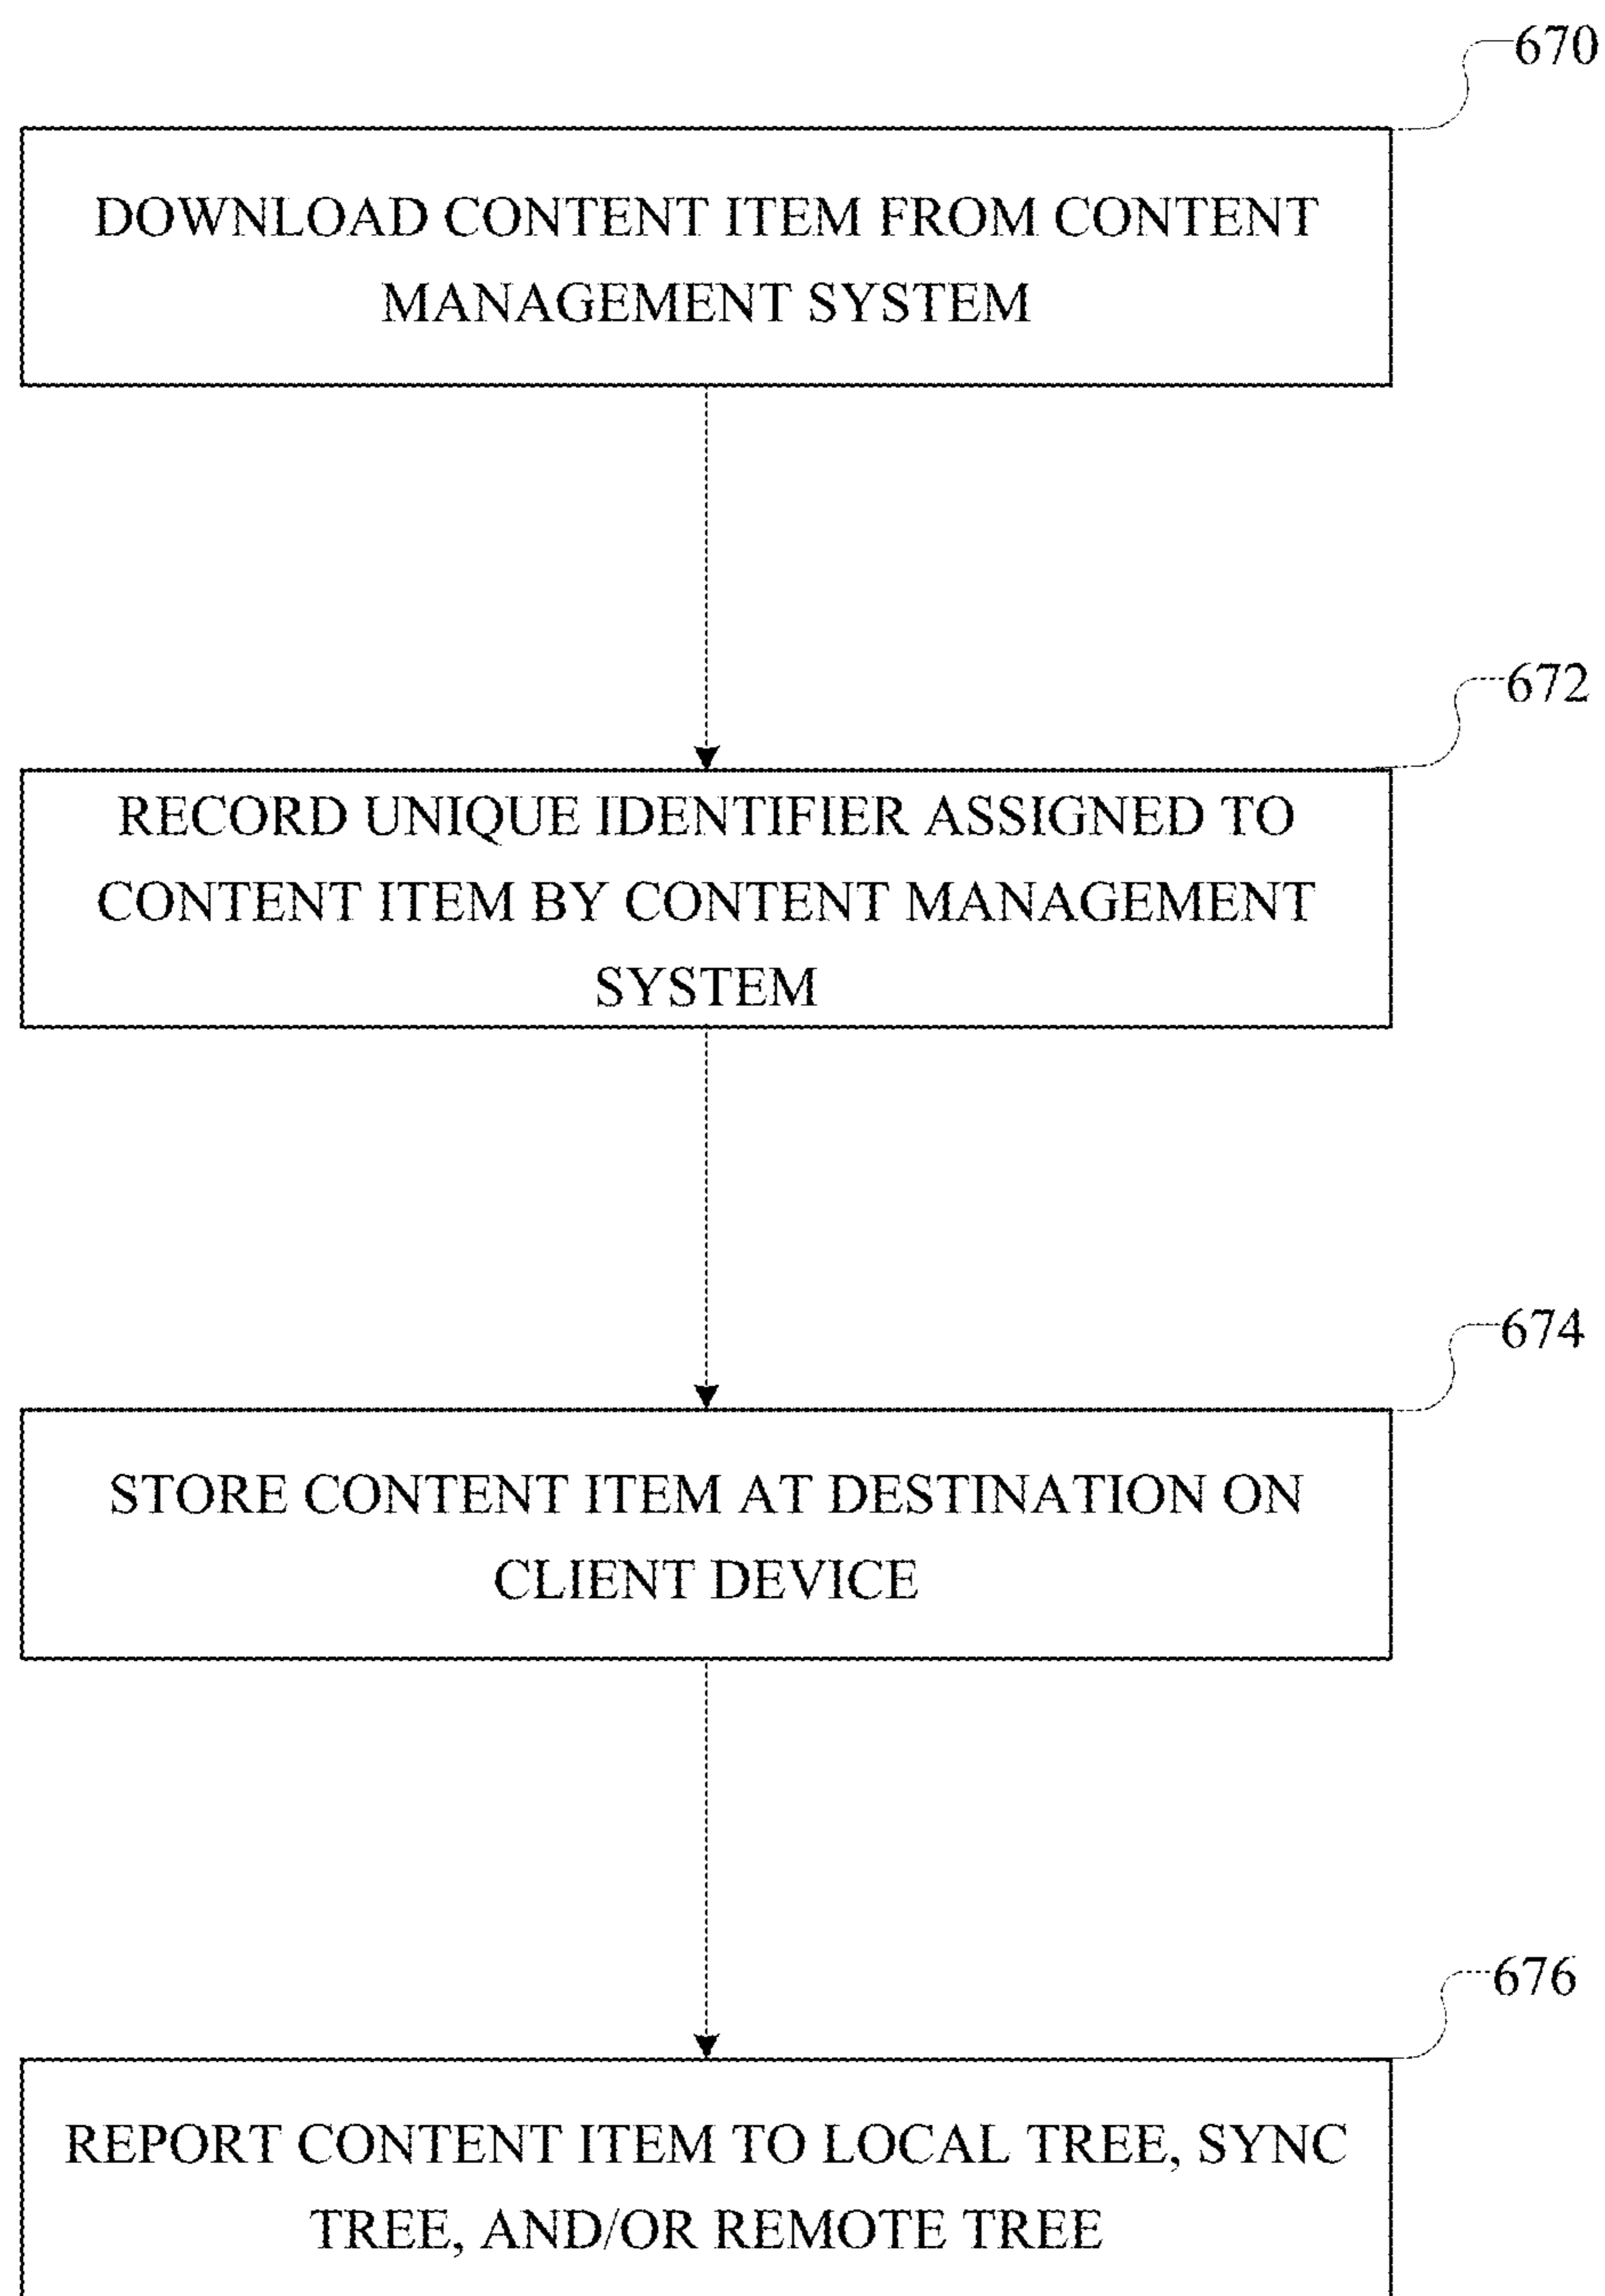 670
DOWNLOAD CONTENT ITEM FROM CONTENT
MANAGEMENT SYSTEM
672
RECORD UNIQUE IDENTIFIER ASSIGNED TO
CONTENT ITEM BY CONTENT MANAGEMENT
SYSTEM
674
STORE CONTENT ITEM AT DESTINATION ON
CLIENT DEVICE
676
REPORT CONTENT ITEM TO LOCAL TREE, SYNC
TREE, AND/OR REMOTE TREE